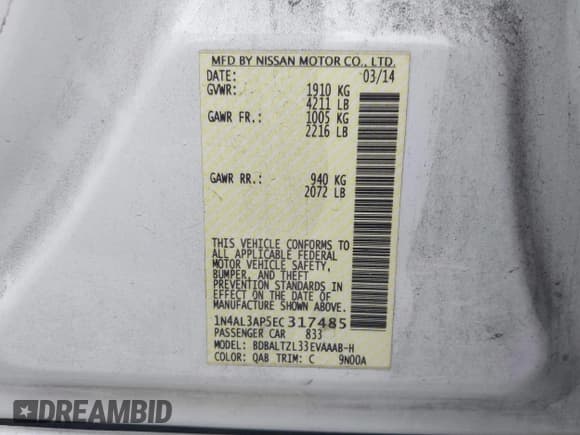 MFD BY NISSAN MOTOR CO., LTD.
DATE: 03/14
GVWR: 1910 KG
4211 LB
GAWR FR.: 1005 KG
2216 LB
GAWR RR.: 940 KG
2072 LB
THIS VEHICLE CONFORMS TO
ALL APPLICABLE FEDERAL
MOTOR VEHICLE SAFETY,
BUMPER, AND THEFT
PREVENTION STANDARDS
IN EFFECT ON THE DATE OF
MANUFACTURE SHOWN ABOVE.
1N4AL3AP5EC317485
PASSENGER CAR 833
MODEL: BDBALTZL33EVAAAB-H
COLOR: QAB TRIM: C 9N00A
DREAMBID